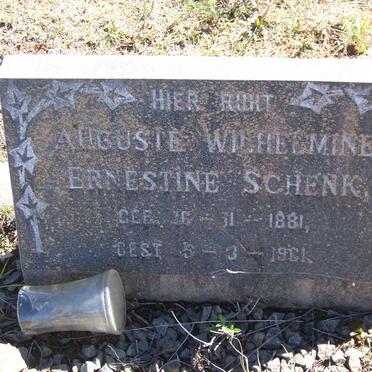 HIER RUHT
AUGUSTE WILHELMINE
ERNESTINE SCHENK,
GEB. 16 - 11 - 1881,
GEST. 5 - 3 - 1961.